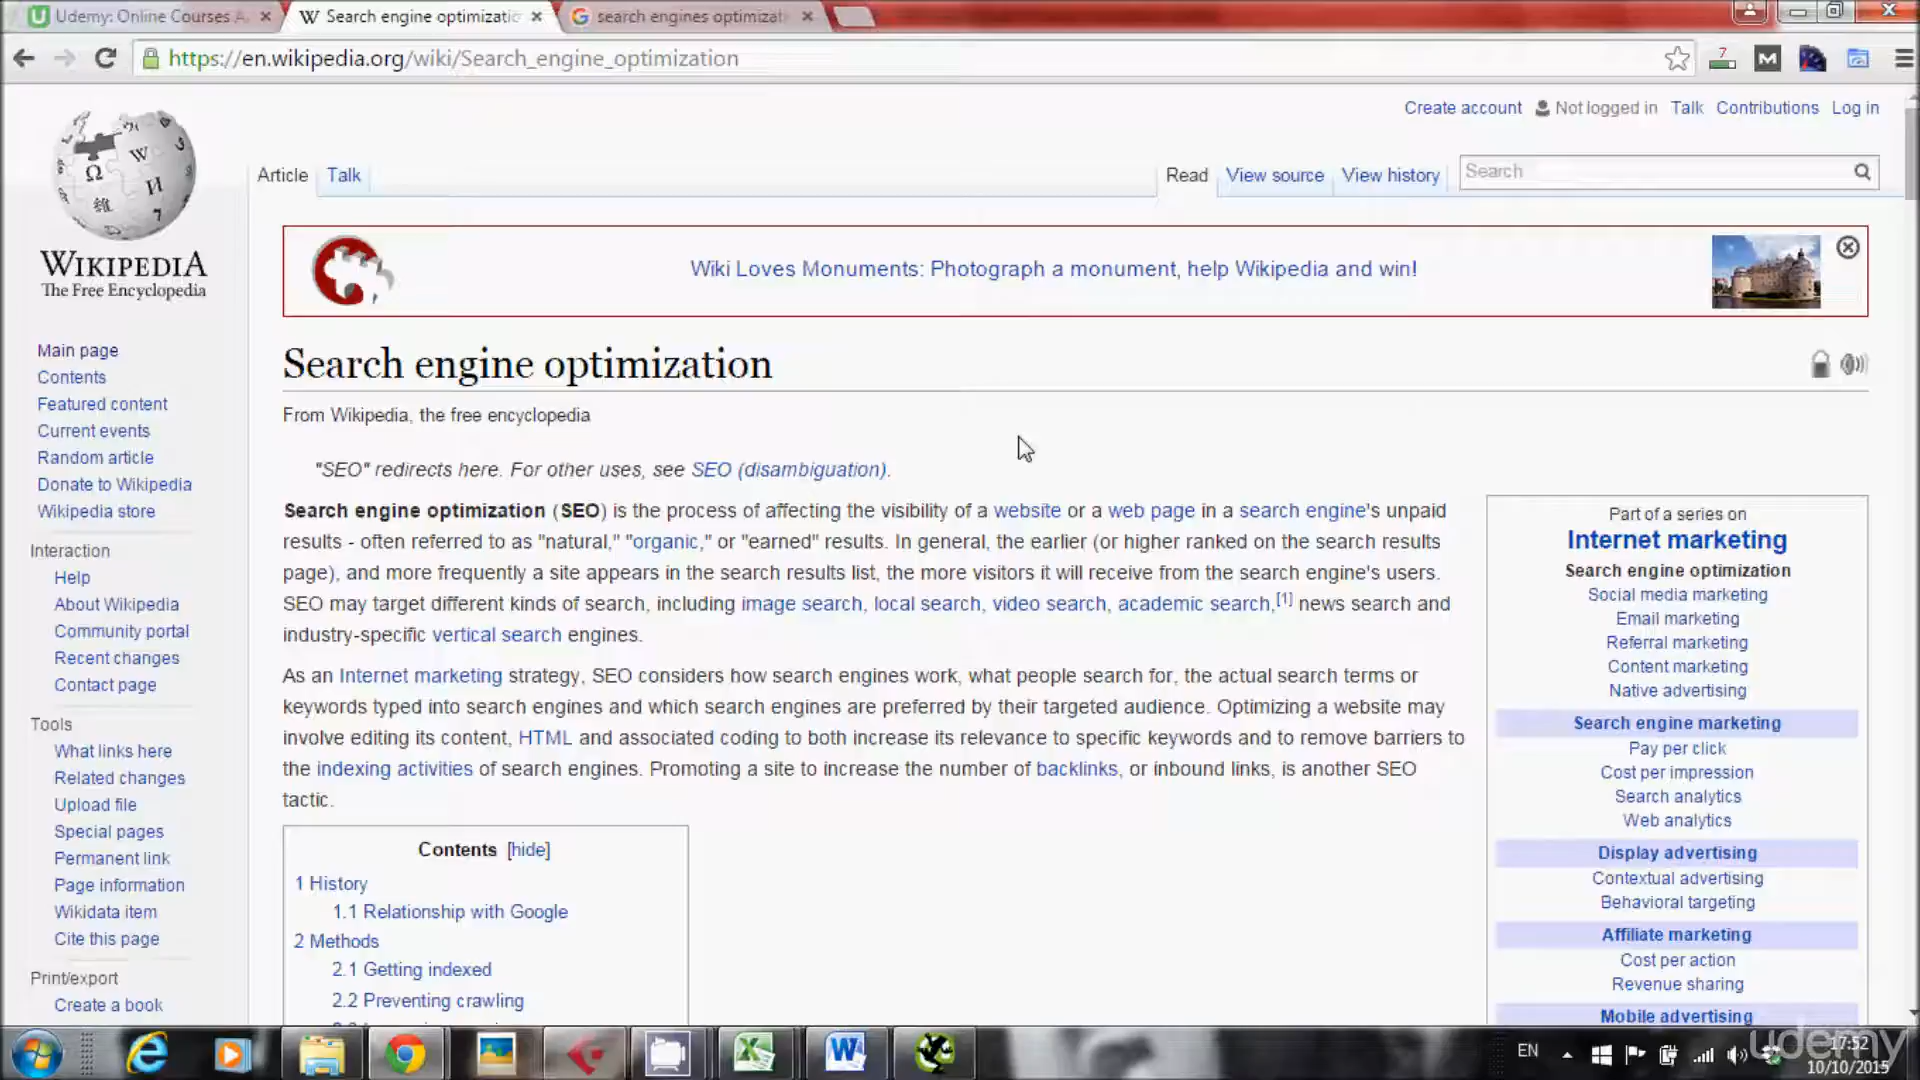 Udemy: Online Courses A
Search engine optimizatio
search engines optimizat
https://en.wikipedia.org/wiki/Search_engine_optimization
7
M
Create account
Not logged in
Talk
Contributions
Log in
Article
Talk
Read
View source
View history
Search
WIKIPEDIA
The Free Encyclopedia
Main page
Contents
Featured content
Current events
Random article
Donate to Wikipedia
Wikipedia store
Interaction
Help
About Wikipedia
Community portal
Recent changes
Contact page
Tools
What links here
Related changes
Upload file
Special pages
Permanent link
Page information
Wikidata item
Cite this page
Print/export
Create a book
Wiki Loves Monuments: Photograph a monument, help Wikipedia and win!
Search engine optimization
From Wikipedia, the free encyclopedia
"SEO" redirects here. For other uses, see SEO (disambiguation).
Search engine optimization (SEO) is the process of affecting the visibility of a website or a web page in a search engine's unpaid
results - often referred to as "natural," "organic," or "earned" results. In general, the earlier (or higher ranked on the search results
page), and more frequently a site appears in the search results list, the more visitors it will receive from the search engine's users.
SEO may target different kinds of search, including image search, local search, video search, academic search,[1] news search and
industry-specific vertical search engines.
As an Internet marketing strategy, SEO considers how search engines work, what people search for, the actual search terms or
keywords typed into search engines and which search engines are preferred by their targeted audience. Optimizing a website may
involve editing its content, HTML and associated coding to both increase its relevance to specific keywords and to remove barriers to
the indexing activities of search engines. Promoting a site to increase the number of backlinks, or inbound links, is another SEO
tactic.
Contents [hide]
1 History
1.1 Relationship with Google
2 Methods
2.1 Getting indexed
2.2 Preventing crawling
Part of a series on
Internet marketing
Search engine optimization
Social media marketing
Email marketing
Referral marketing
Content marketing
Native advertising
Search engine marketing
Pay per click
Cost per impression
Search analytics
Web analytics
Display advertising
Contextual advertising
Behavioral targeting
Affiliate marketing
Cost per action
Revenue sharing
Mobile advertising
EN
17:52
10/10/2015
udemy